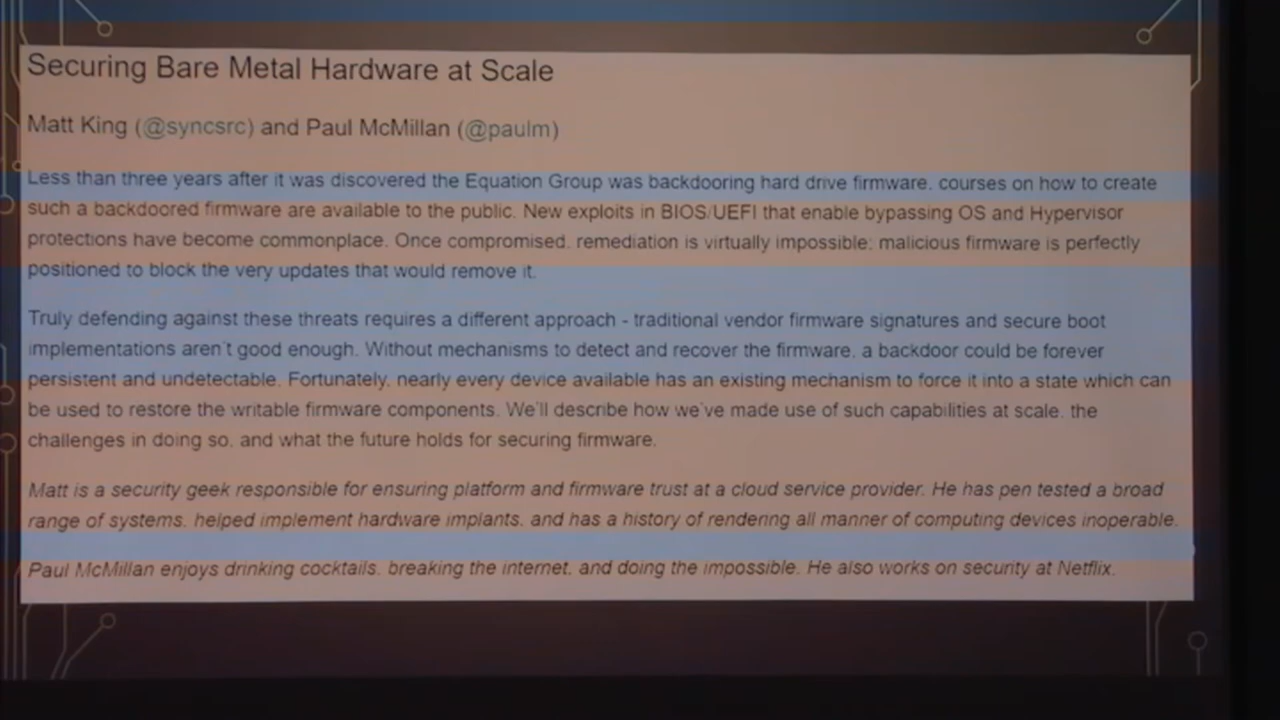 Securing Bare Metal Hardware at Scale
Matt King (@syncsrc) and Paul McMillan (@paulm)
Less than three years after it was discovered the Equation Group was backdooring hard drive firmware, courses on how to create
such a backdoored firmware are available to the public. New exploits in BIOS/UEFI that enable bypassing OS and Hypervisor
protections have become commonplace. Once compromised, remediation is virtually impossible; malicious firmware is perfectly
positioned to block the very updates that would remove it.
Truly defending against these threats requires a different approach - traditional vendor firmware signatures and secure boot
implementations aren't good enough. Without mechanisms to detect and recover the firmware, a backdoor could be forever
persistent and undetectable. Fortunately, nearly every device available has an existing mechanism to force it into a state which can
be used to restore the writable firmware components. We'll describe how we've made use of such capabilities at scale, the
challenges in doing so, and what the future holds for securing firmware.
Matt is a security geek responsible for ensuring platform and firmware trust at a cloud service provider. He has pen tested a broad
range of systems, helped implement hardware implants, and has a history of rendering all manner of computing devices inoperable.
Paul McMillan enjoys drinking cocktails, breaking the internet, and doing the impossible. He also works on security at Netflix.